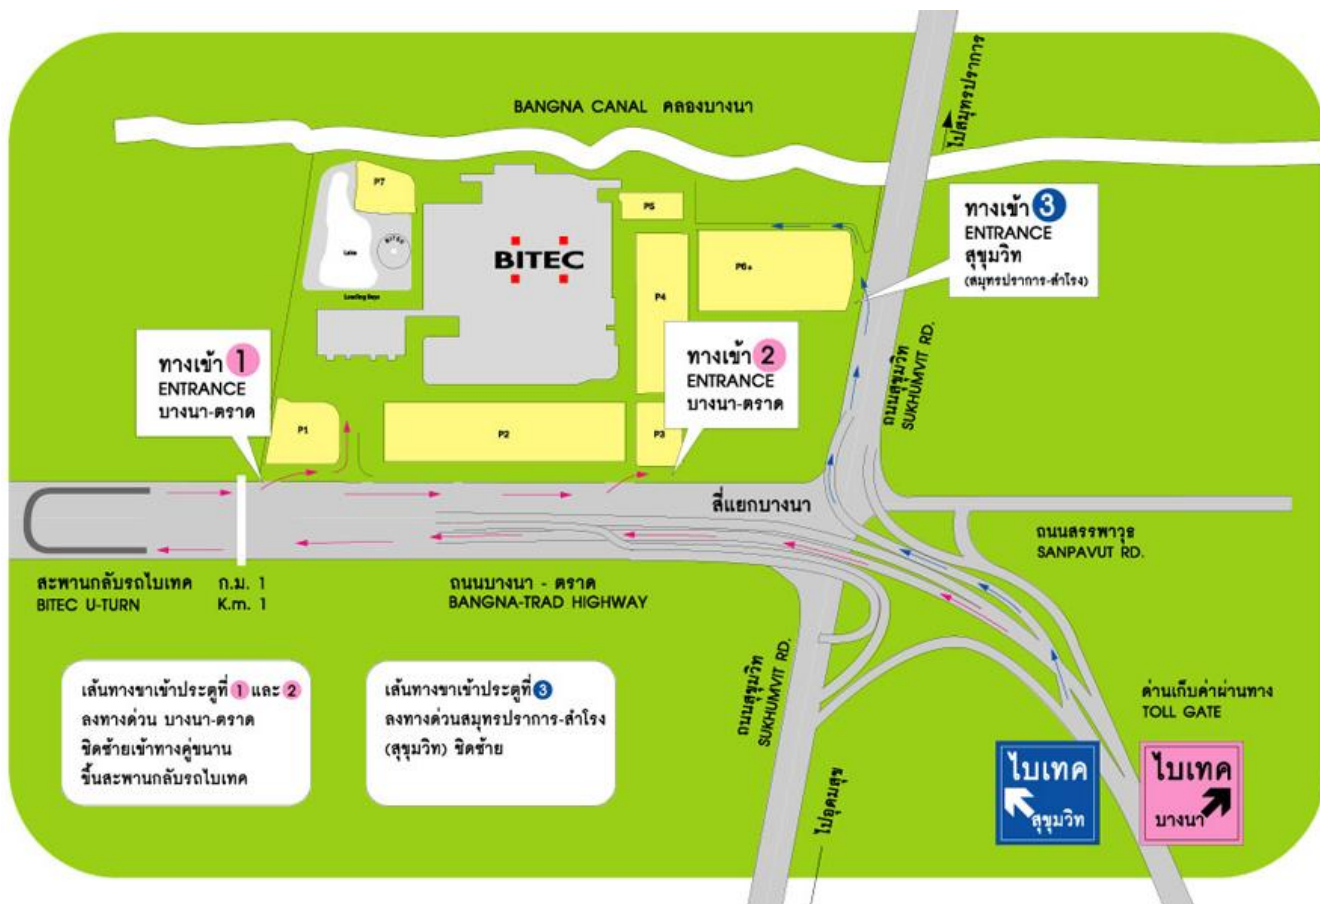 BANGNA CANAL คลองบางนา
ไปสมุทรปราการ
P7
BITEC
Lake
Loading Bays
BITEC
P5
P4
P6
ทางเข้า 3
ENTRANCE
สุขุมวิท
(สมุทรปราการ-สำโรง)
ทางเข้า 1
ENTRANCE
บางนา-ตราด
ทางเข้า 2
ENTRANCE
บางนา-ตราด
P1
P2
P3
ถนนสุขุมวิท
SUKHUMVIT RD.
สี่แยกบางนา
ถนนสรรพาวุธ
SANPAVUT RD.
สะพานกลับรถไบเทค
BITEC U-TURN
ก.ม. 1
K.m. 1
ถนนบางนา - ตราด
BANGNA-TRAD HIGHWAY
ถนนสุขุมวิท
SUKHUMVIT RD.
ไปอุดมสุข
เส้นทางขาเข้าประตูที่ 1 และ 2
ลงทางด่วน บางนา-ตราด
ชิดซ้ายเข้าทางคู่ขนาน
ขึ้นสะพานกลับรถไบเทค
เส้นทางขาเข้าประตูที่ 3
ลงทางด่วนสมุทรปราการ-สำโรง
(สุขุมวิท) ชิดซ้าย
ด่านเก็บค่าผ่านทาง
TOLL GATE
ไบเทค
สุขุมวิท
ไบเทค
บางนา